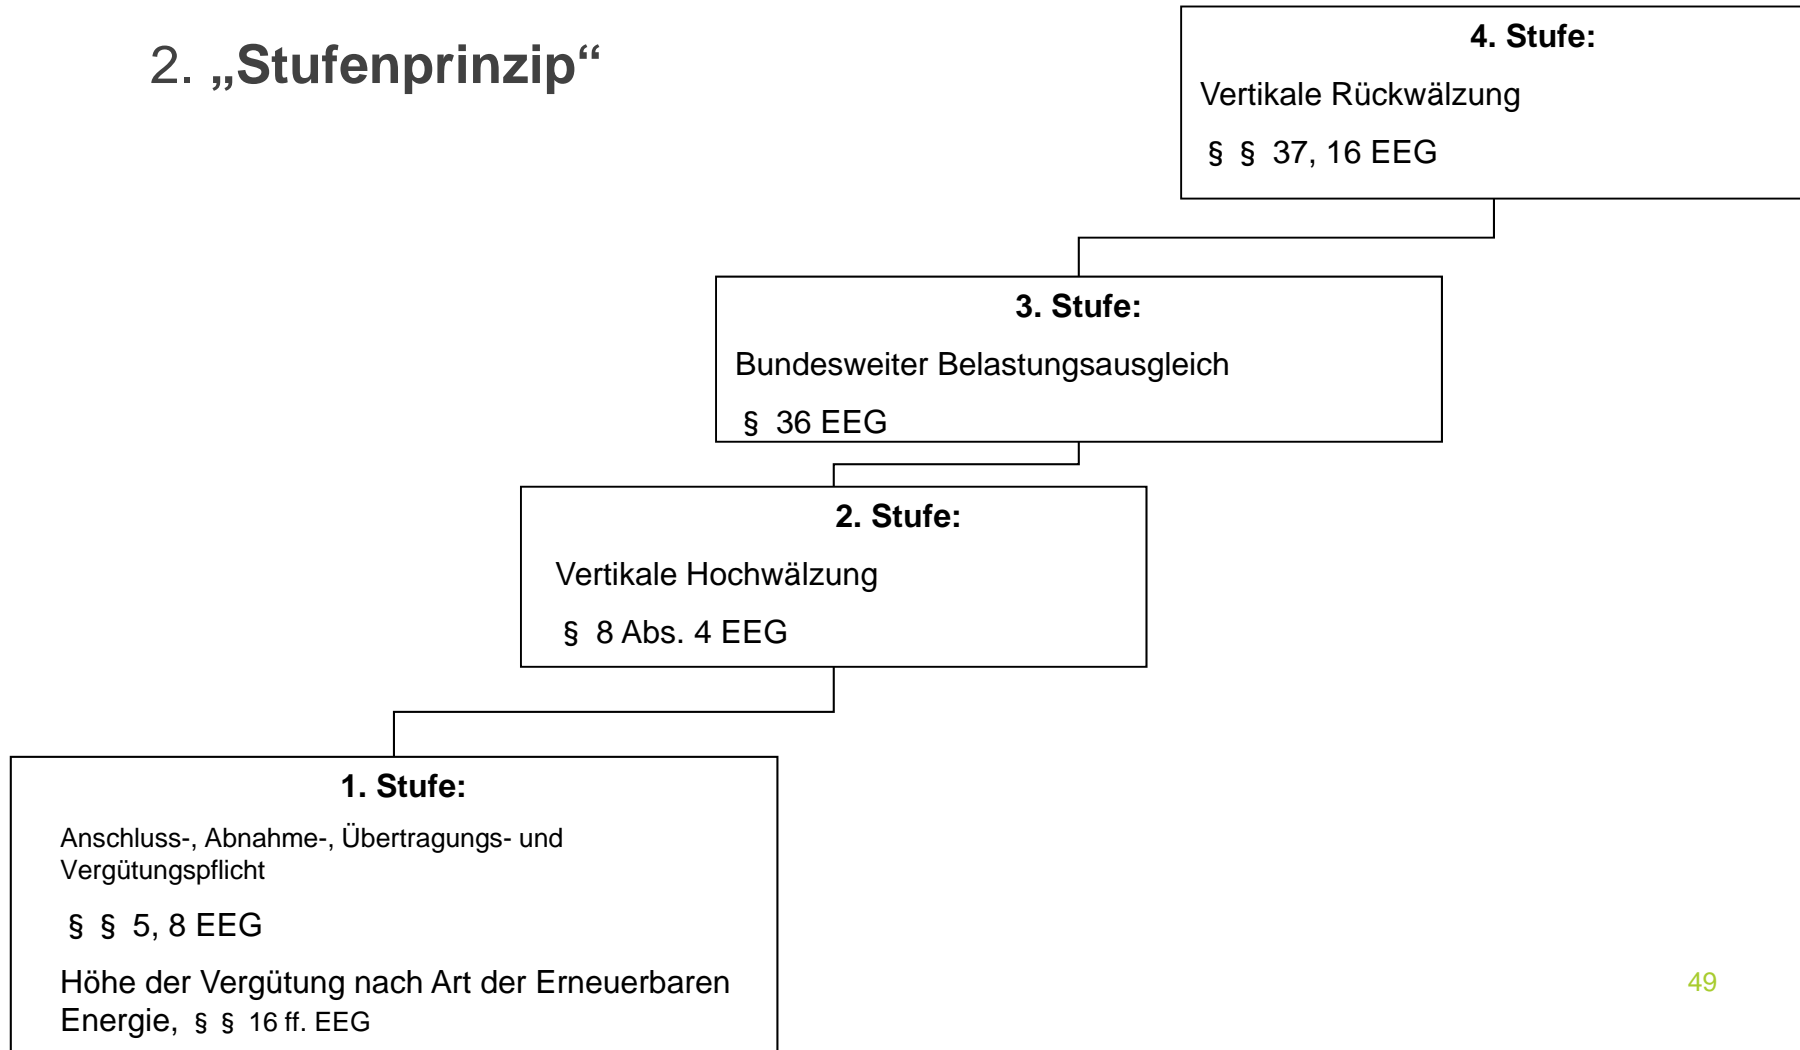 2. „Stufenprinzip“
4. Stufe:
Vertikale Rückwälzung
§ § 37, 16 EEG
3. Stufe:
Bundesweiter Belastungsausgleich
§ 36 EEG
2. Stufe:
Vertikale Hochwälzung
§ 8 Abs. 4 EEG
1. Stufe:
Anschluss-, Abnahme-, Übertragungs- und
Vergütungspflicht
§ § 5, 8 EEG
Höhe der Vergütung nach Art der Erneuerbaren
Energie, § § 16 ff. EEG
49